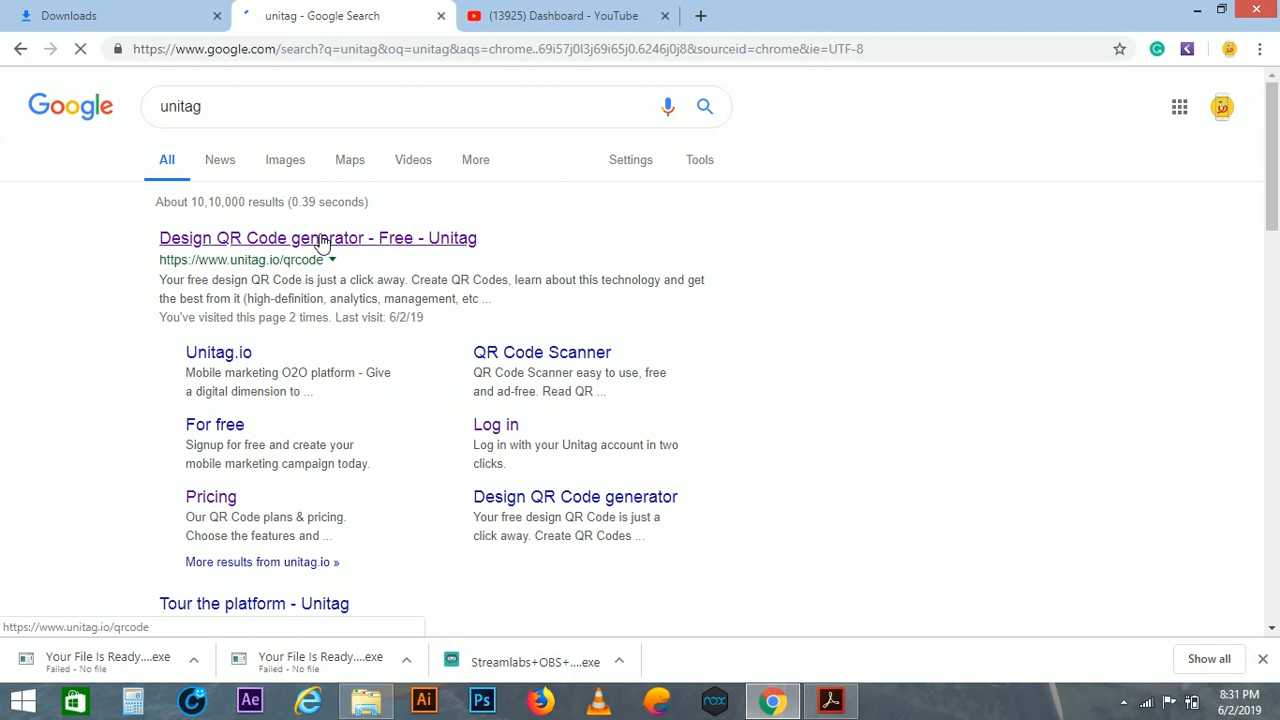 Downloads
unitag - Google Search
(13925) Dashboard - YouTube
https://www.google.com/search?q=unitag&oq=unitag&aqs=chrome..69i57j0l3j69i65j0.6246j0j8&sourceid=chrome&ie=UTF-8
Google
unitag
All News Images Maps Videos More Settings Tools
About 10,10,000 results (0.39 seconds)
Design QR Code generator - Free - Unitag
https://www.unitag.io/qrcode
Your free design QR Code is just a click away. Create QR Codes, learn about this technology and get
the best from it (high-definition, analytics, management, etc ...
You've visited this page 2 times. Last visit: 6/2/19
Unitag.io
Mobile marketing O2O platform - Give
a digital dimension to ...
QR Code Scanner
QR Code Scanner easy to use, free
and ad-free. Read QR ...
For free
Signup for free and create your
mobile marketing campaign today.
Log in
Log in with your Unitag account in two
clicks.
Pricing
Our QR Code plans & pricing.
Choose the features and ...
Design QR Code generator
Your free design QR Code is just a
click away. Create QR Codes ...
More results from unitag.io »
Tour the platform - Unitag
https://www.unitag.io/qrcode
Your File Is Ready....exe
Failed - No file
Your File Is Ready....exe
Failed - No file
Streamlabs+OBS+....exe
Show all
Ae
Ai
Ps
nox
8:31 PM
6/2/2019